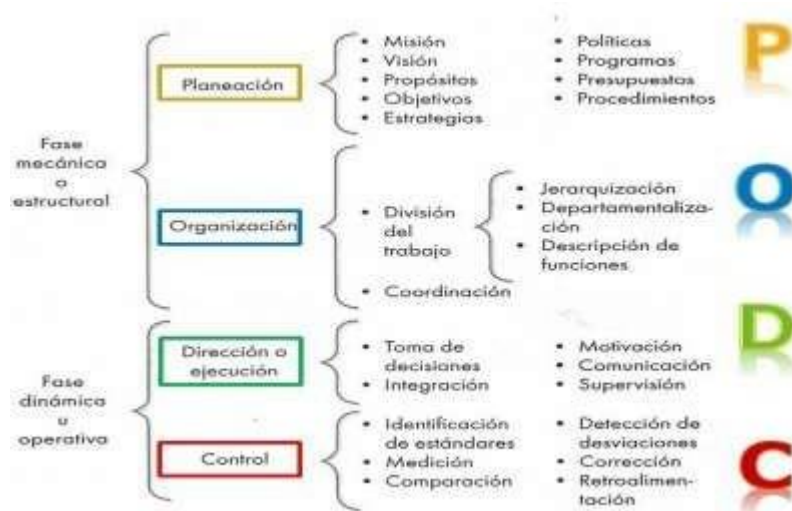 Fase
mecánica
o
estructural
Planeación
• Misión
• Visión
• Propósitos
• Objetivos
• Estrategias
• Políticas
• Programas
• Presupuestos
• Procedimientos
P
Organización
• División
del
trabajo
• Jerarquización
• Departamentaliza-
ción
• Descripción de
funciones
• Coordinación
O
Fase
dinámica
u
operativa
Dirección o
ejecución
• Toma de
decisiones
• Integración
• Motivación
• Comunicación
• Supervisión
D
Control
• Identificación
de estándares
• Medición
• Comparación
• Detección de
desviaciones
• Corrección
• Retroalimen-
tación
C